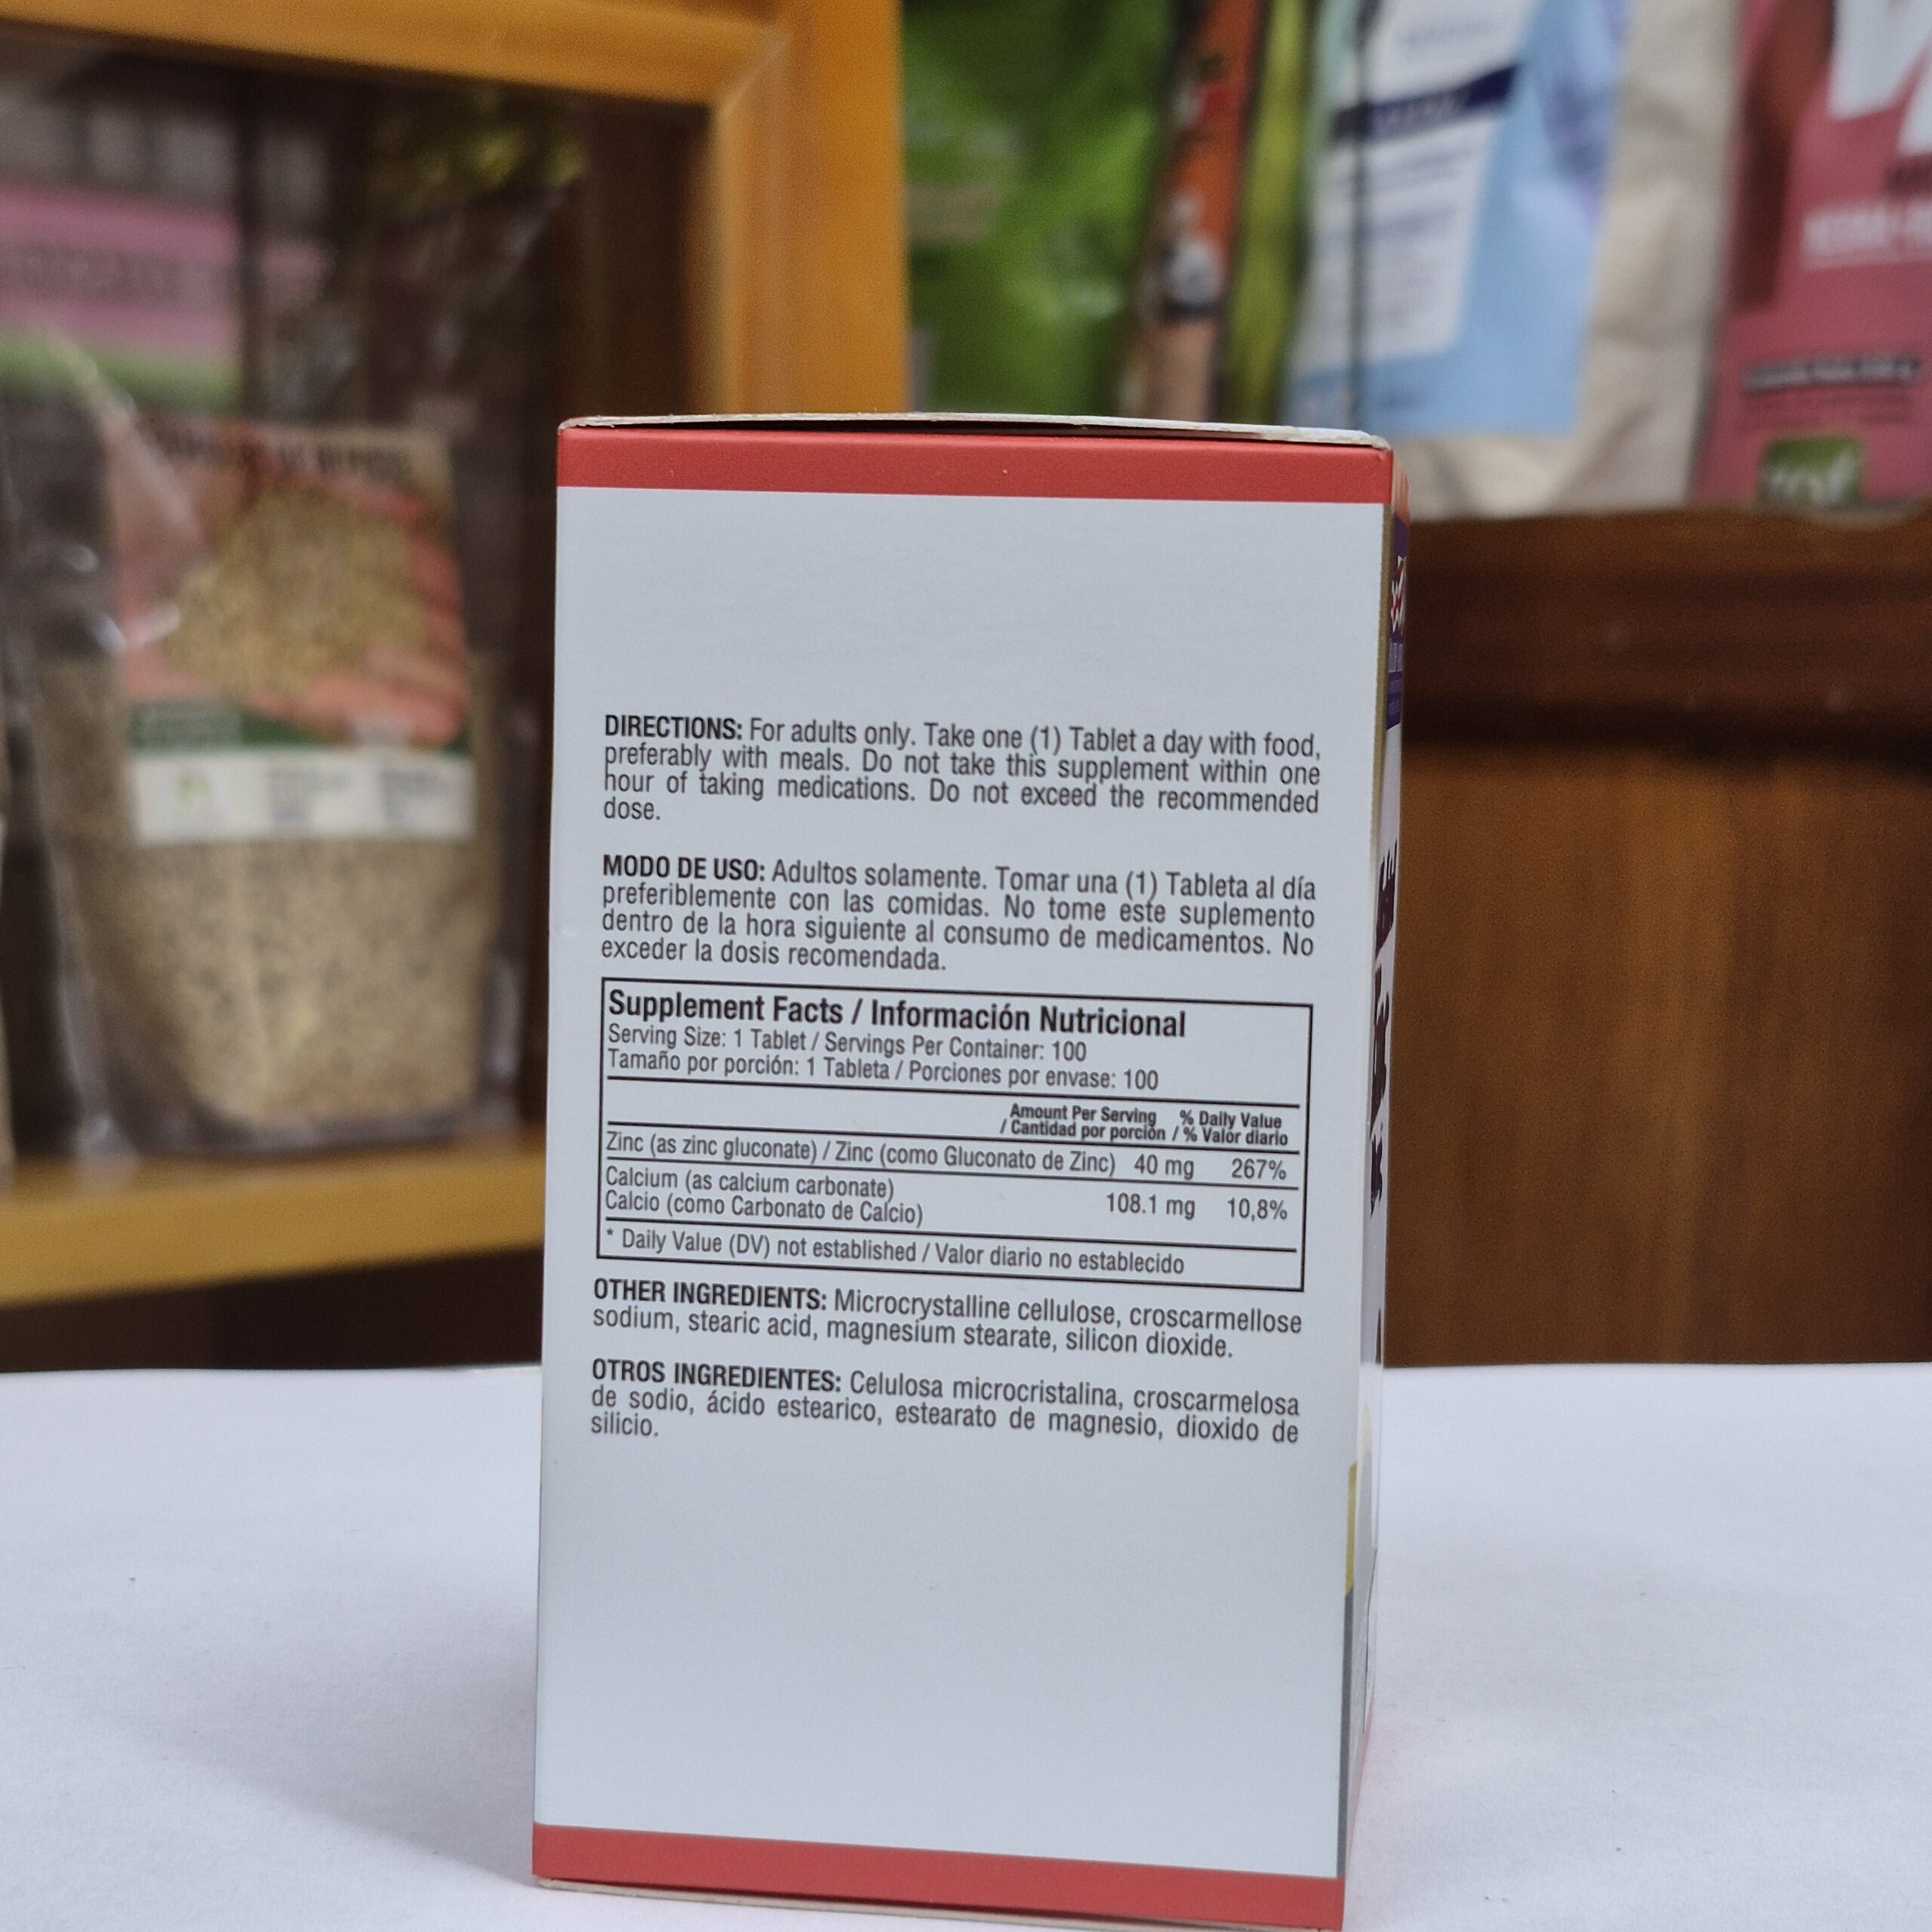 DIRECTIONS: For adults only. Take one (1) Tablet a day with food,
preferably with meals. Do not take this supplement within one
hour of taking medications. Do not exceed the recommended
dose.
MODO DE USO: Adultos solamente. Tomar una (1) Tableta al día
preferiblemente con las comidas. No tome este suplemento
dentro de la hora siguiente al consumo de medicamentos. No
exceder la dosis recomendada.
Supplement Facts / Información Nutricional
Serving Size: 1 Tablet / Servings Per Container: 100
Tamaño por porción: 1 Tableta / Porciones por envase: 100
Amount Per Serving % Daily Value
/ Cantidad por porción / % Valor diario
Zinc (as zinc gluconate) / Zinc (como Gluconato de Zinc) 40 mg 267%
Calcium (as calcium carbonate)
Calcio (como Carbonato de Calcio) 108.1 mg 10,8%
* Daily Value (DV) not established / Valor diario no establecido
OTHER INGREDIENTS: Microcrystalline cellulose, croscarmellose
sodium, stearic acid, magnesium stearate, silicon dioxide.
OTROS INGREDIENTES: Celulosa microcristalina, croscarmelosa
de sodio, ácido estearico, estearato de magnesio, dioxido de
silicio.